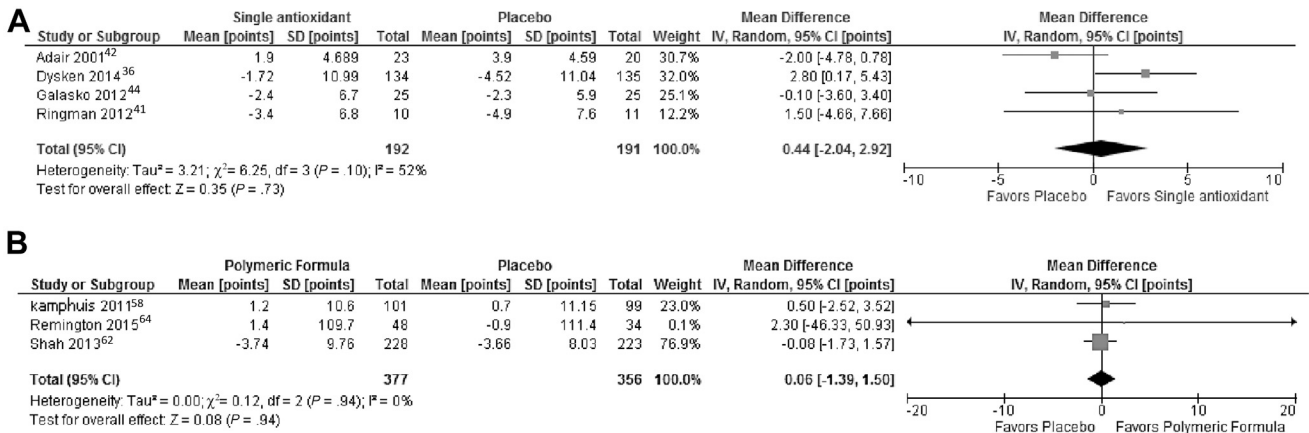 A
Single antioxidant Placebo Mean Difference Mean Difference
Study or Subgroup Mean [points] SD [points] Total Mean [points] SD [points] Total Weight IV, Random, 95% CI [points] IV, Random, 95% CI [points]
Adair 2001⁴² 1.9 4.689 23 3.9 4.59 20 30.7% -2.00 [-4.78, 0.78]
Dysken 2014³⁶ -1.72 10.99 134 -4.52 11.04 135 32.0% 2.80 [0.17, 5.43]
Galasko 2012⁴⁴ -2.4 6.7 25 -2.3 5.9 25 25.1% -0.10 [-3.60, 3.40]
Ringman 2012⁴¹ -3.4 6.8 10 -4.9 7.6 11 12.2% 1.50 [-4.66, 7.66]
Total (95% CI) 192 191 100.0% 0.44 [-2.04, 2.92]
Heterogeneity: Tau² = 3.21; χ²= 6.25, df = 3 (P = .10); I² = 52%
Test for overall effect: Z = 0.35 (P = .73)
-10 -5 0 5 10
Favors Placebo Favors Single antioxidant
B
Polymeric Formula Placebo Mean Difference Mean Difference
Study or Subgroup Mean [points] SD [points] Total Mean [points] SD [points] Total Weight IV, Random, 95% CI [points] IV, Random, 95% CI [points]
kamphuis 2011⁵⁸ 1.2 10.6 101 0.7 11.15 99 23.0% 0.50 [-2.52, 3.52]
Remington 2015⁶⁴ 1.4 109.7 48 -0.9 111.4 34 0.1% 2.30 [-46.33, 50.93]
Shah 2013⁶² -3.74 9.76 228 -3.66 8.03 223 76.9% -0.08 [-1.73, 1.57]
Total (95% CI) 377 356 100.0% 0.06 [-1.39, 1.50]
Heterogeneity: Tau² = 0.00; χ²= 0.12, df = 2 (P = .94); I² = 0%
Test for overall effect: Z = 0.08 (P = .94)
-20 -10 0 10 20
Favors Placebo Favors Polymeric Formula